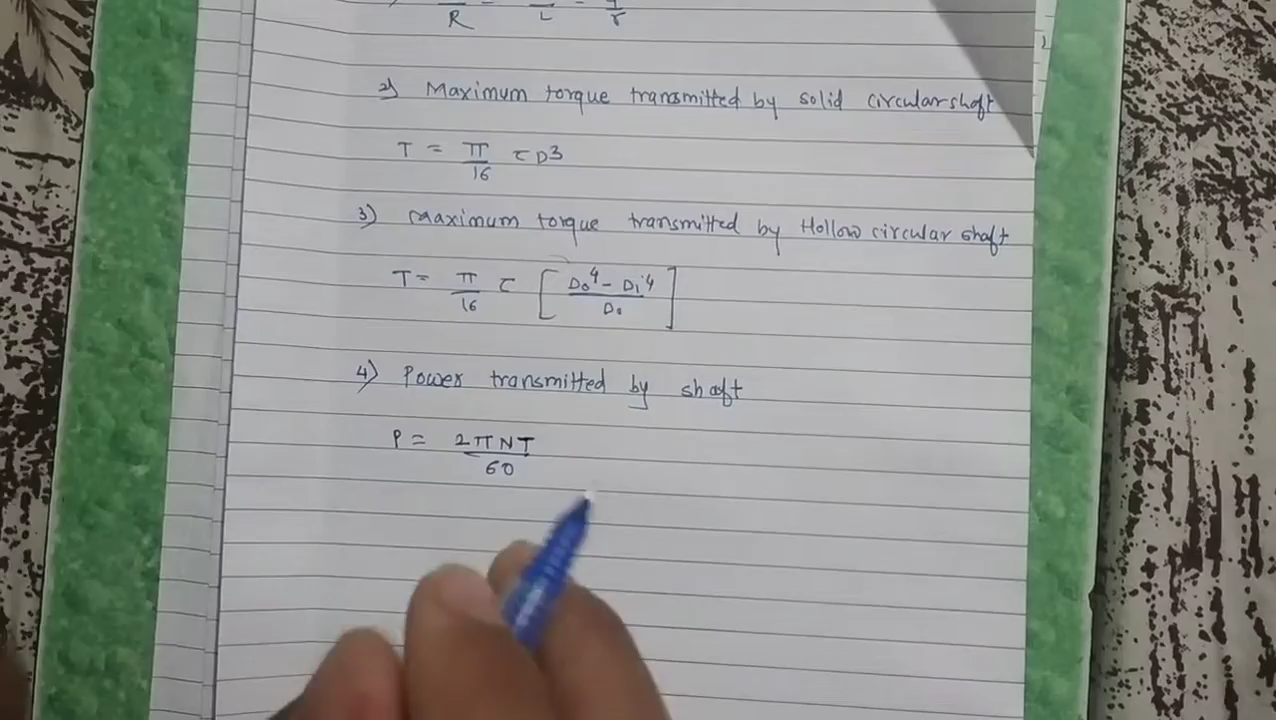 R L r
2) Maximum torque transmitted by solid circular shaft
T = π/16 τ D³
3) Maximum torque transmitted by Hollow circular shaft
T = π/16 τ [Do⁴ - Di⁴ / Do]
4) Power transmitted by shaft
P = 2πNT/60